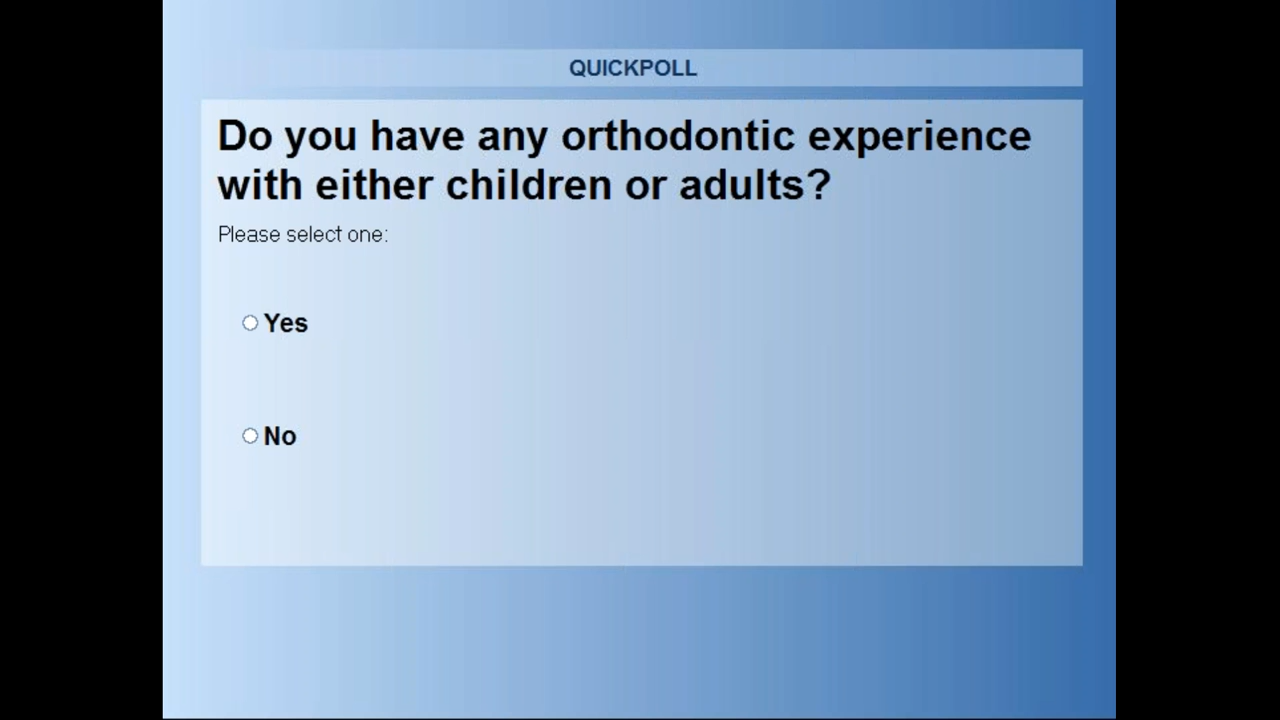 QUICKPOLL
Do you have any orthodontic experience
with either children or adults?
Please select one:
Yes
No